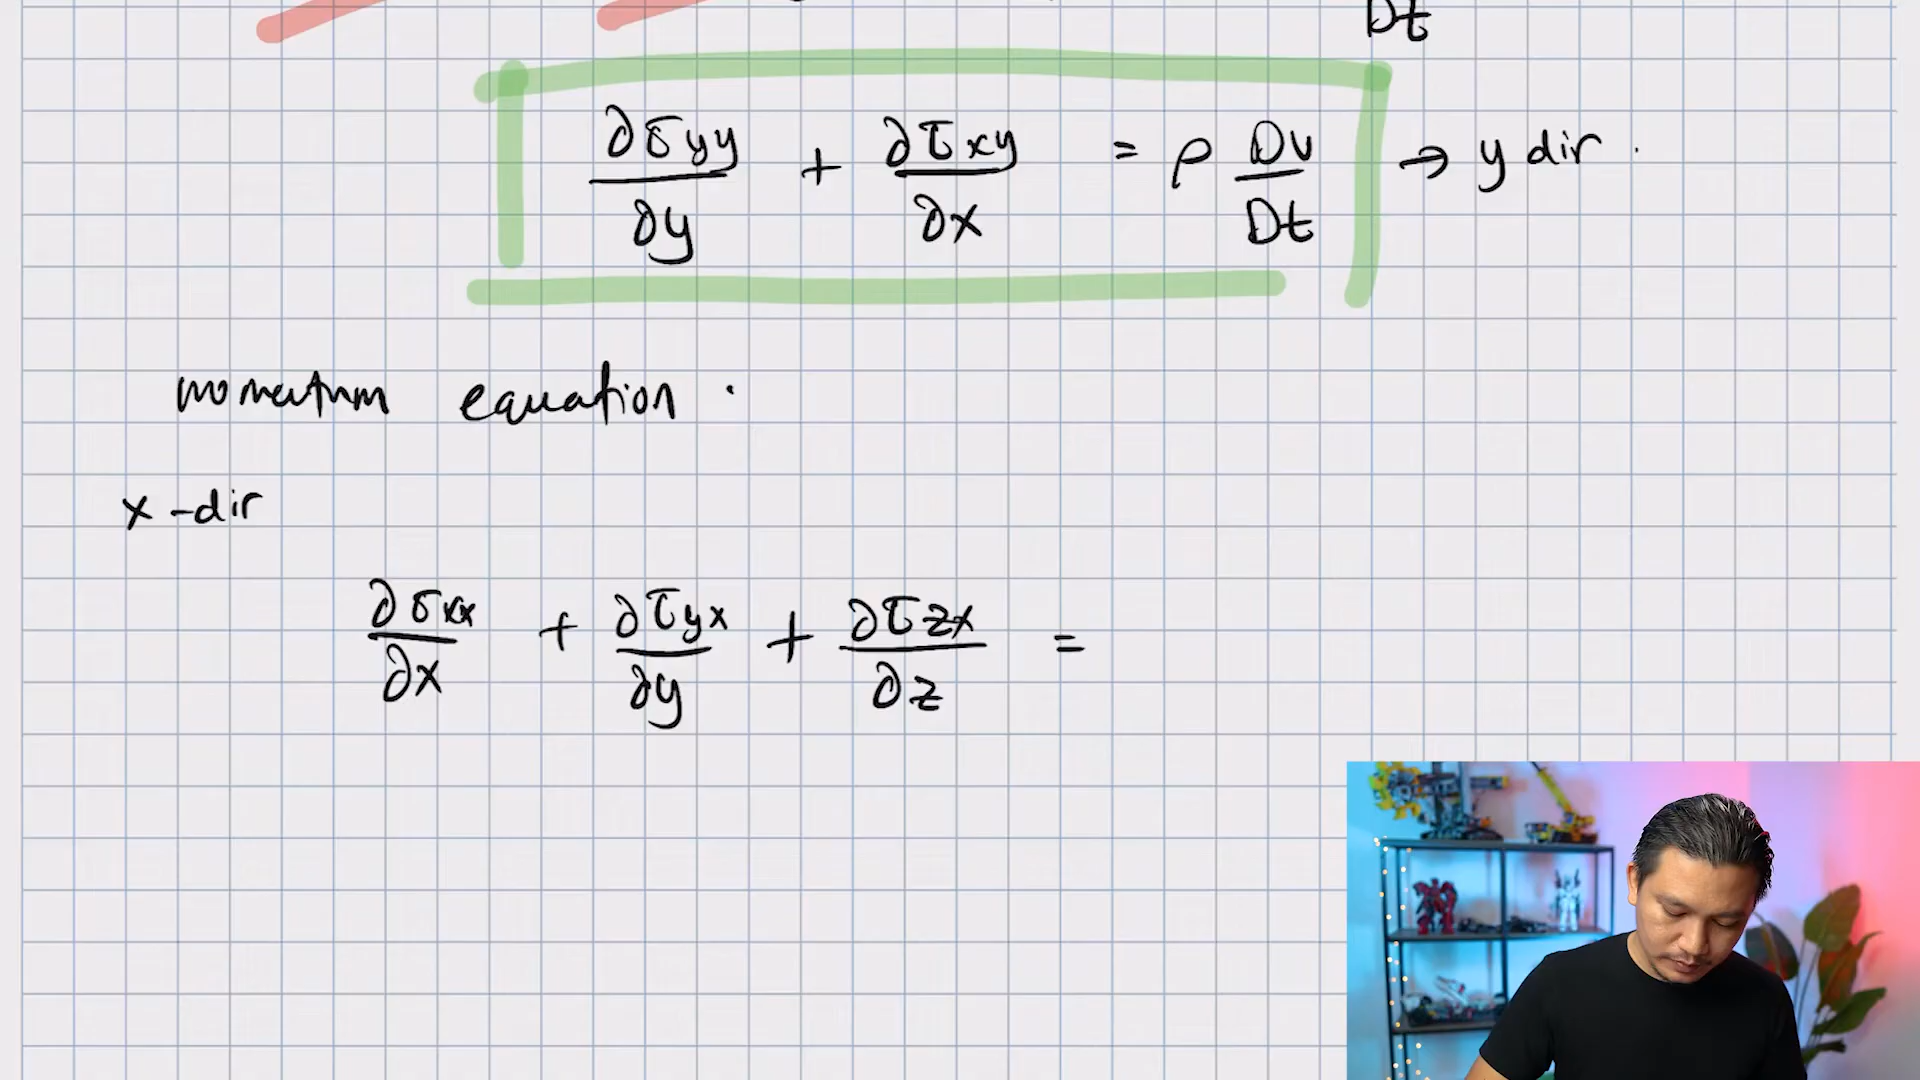 Dt
∂σyy/∂y + ∂τxy/∂x = ρ Dv/Dt → y dir.
momentum equation.
x-dir
∂σxx/∂x + ∂τyx/∂y + ∂τzx/∂z =